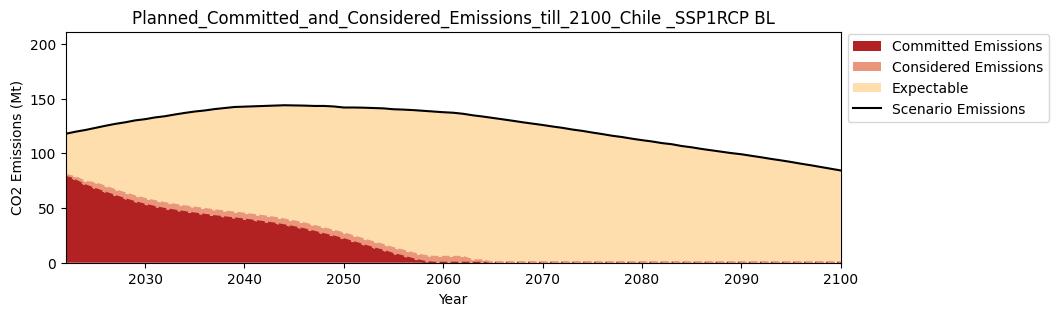 Planned_Committed_and_Considered_Emissions_till_2100_Chile _SSP1RCP BL
200
150
100
50
0
CO2 Emissions (Mt)
2030 2040 2050 2060 2070 2080 2090 2100
Year
Committed Emissions
Considered Emissions
Expectable
Scenario Emissions